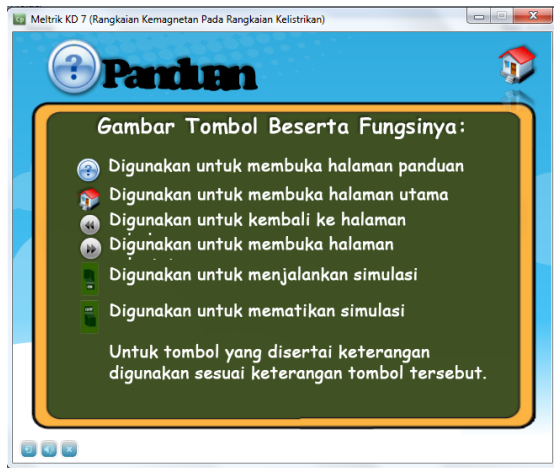 Meltrik KD 7 (Rangkaian Kemagnetan Pada Rangkaian Kelistrikan)
Panduan
Gambar Tombol Beserta Fungsinya:
Digunakan untuk membuka halaman panduan
Digunakan untuk membuka halaman utama
Digunakan untuk kembali ke halaman
Digunakan untuk membuka halaman
Digunakan untuk menjalankan simulasi
Digunakan untuk mematikan simulasi
Untuk tombol yang disertai keterangan
digunakan sesuai keterangan tombol tersebut.